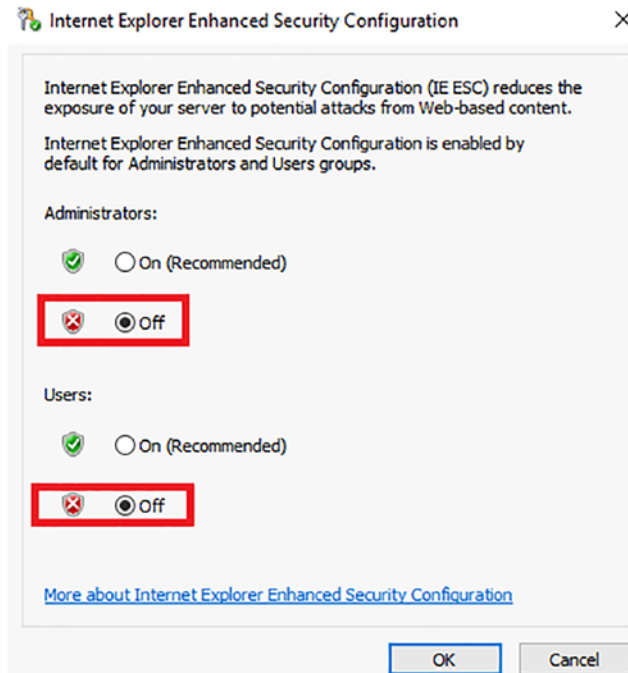 Internet Explorer Enhanced Security Configuration
Internet Explorer Enhanced Security Configuration (IE ESC) reduces the
exposure of your server to potential attacks from Web-based content.
Internet Explorer Enhanced Security Configuration is enabled by
default for Administrators and Users groups.
Administrators:
On (Recommended)
Off
Users:
On (Recommended)
Off
More about Internet Explorer Enhanced Security Configuration
OK
Cancel